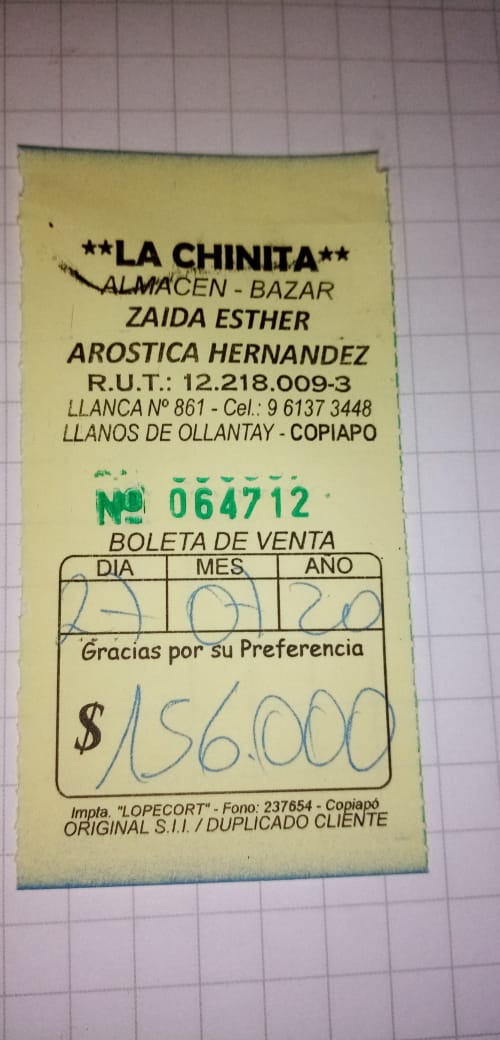 **LA CHINITA**
ALMACEN - BAZAR
ZAIDA ESTHER
AROSTICA HERNANDEZ
R.U.T.: 12.218.009-3
LLANCA Nº 861 - Cel.: 9 6137 3448
LLANOS DE OLLANTAY - COPIAPO
Nº 064712
BOLETA DE VENTA
DIA MES AÑO
27 07 20
Gracias por su Preferencia
$ 156.000
Impta. "LOPECORT" - Fono: 237654 - Copiapó
ORIGINAL S.I.I. / DUPLICADO CLIENTE